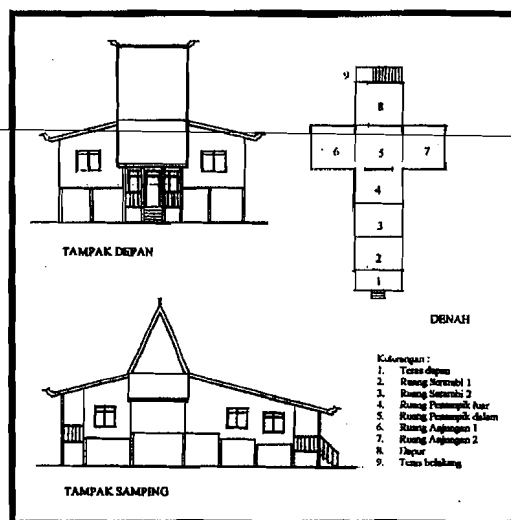 TAMPAK DEPAN
9
8
6 5 7
4
3
2
1
DENAH
TAMPAK SAMPING
Keterangan :
1. Teras depan
2. Ruang Serambi 1
3. Ruang Serambi 2
4. Ruang Penampik luar
5. Ruang Penampik dalam
6. Ruang Anjungan 1
7. Ruang Anjungan 2
8. Dapur
9. Teras belakang